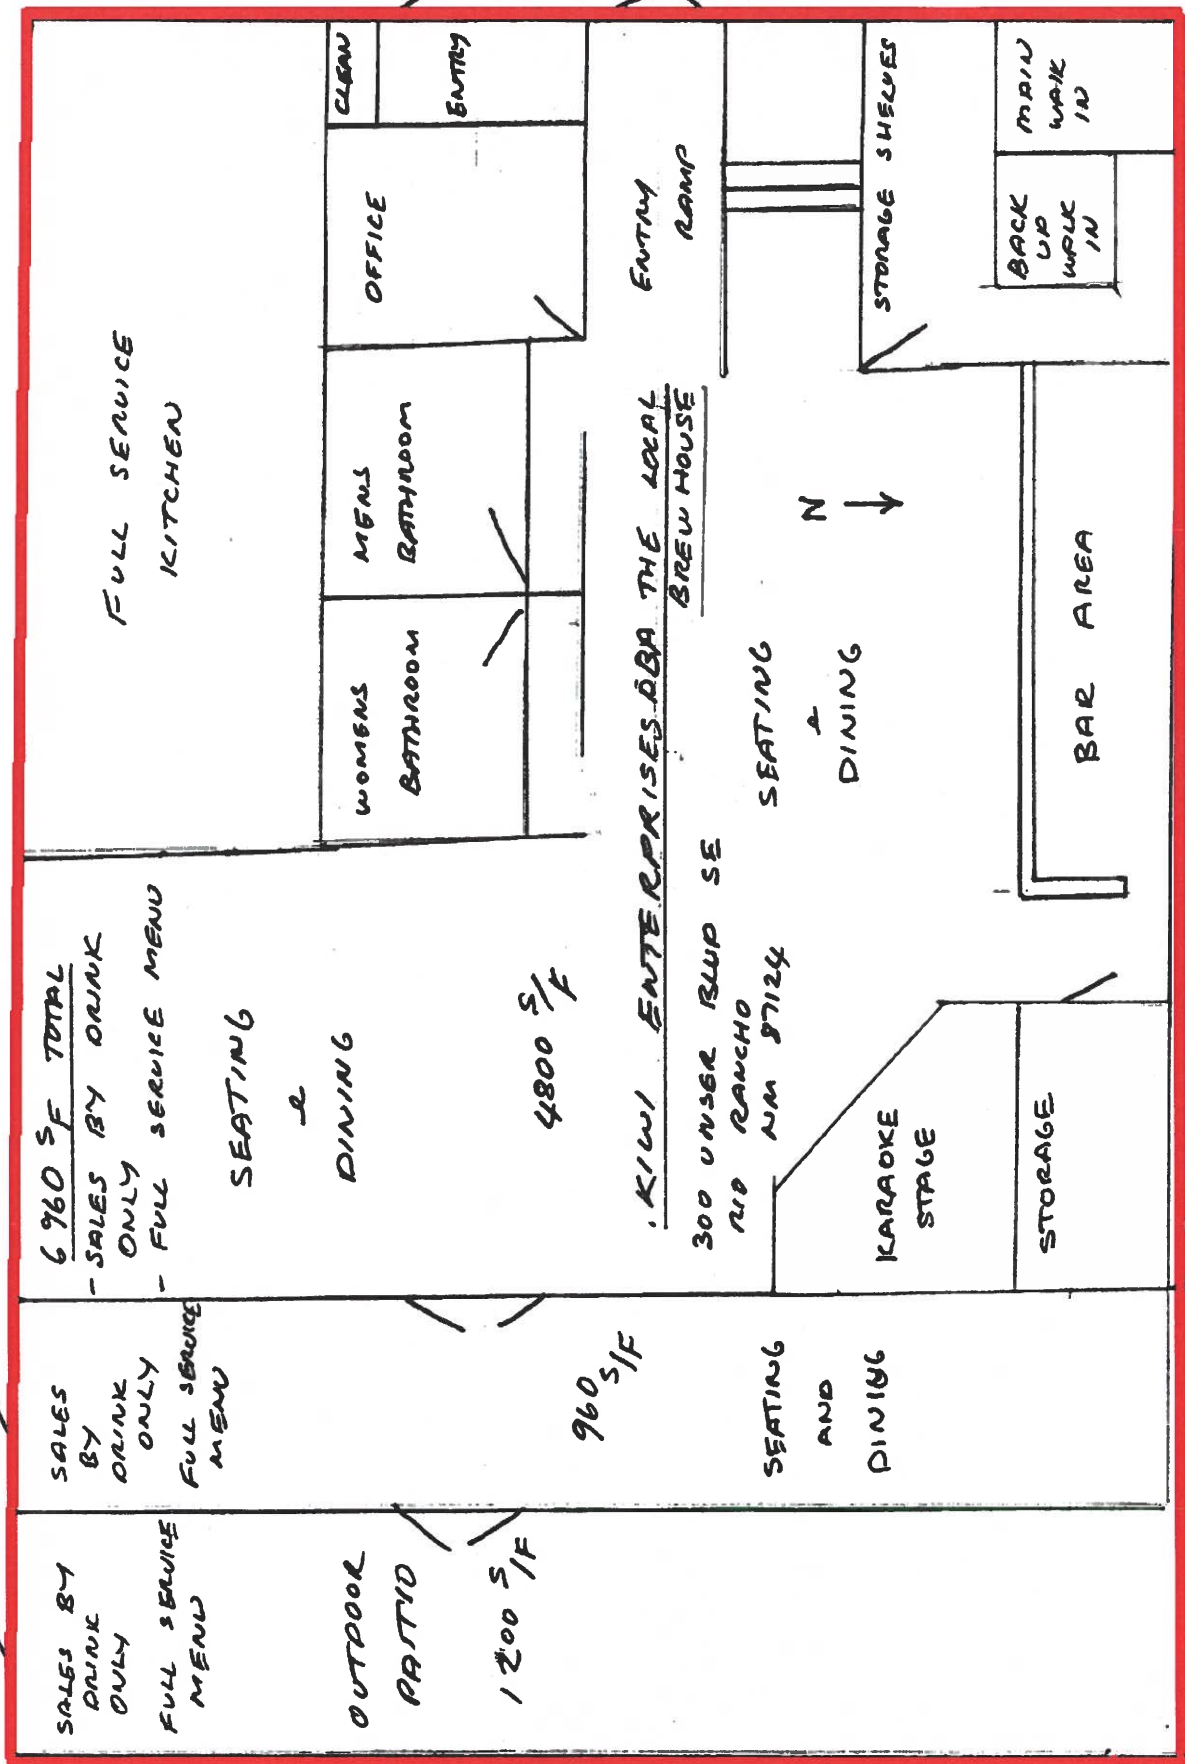 SALES BY
DRINK
ONLY
FULL SERVICE
MENU
OUTDOOR
PATIO
1200 S/F
SALES
BY
DRINK
ONLY
FULL SERVICE
MENU
960 S/F
SEATING
AND
DINING
6960 SF TOTAL
- SALES BY DRINK
ONLY
- FULL SERVICE MENU
SEATING
&
DINING
4800 S/F
FULL SERVICE
KITCHEN
WOMENS
BATHROOM
MENS
BATHROOM
OFFICE
CLEAN
ENTRY
ENTRY
RAMP
KIWI ENTERPRISES DBA THE LOCAL
BREWHOUSE
300 UNSER BLVD SE
RIO RANCHO
NM 87124
SEATING
&
DINING
N
KARAOKE
STAGE
STORAGE
BAR AREA
STORAGE SHELVES
BACK
UP
WALK
IN
MAIN
WALK
IN